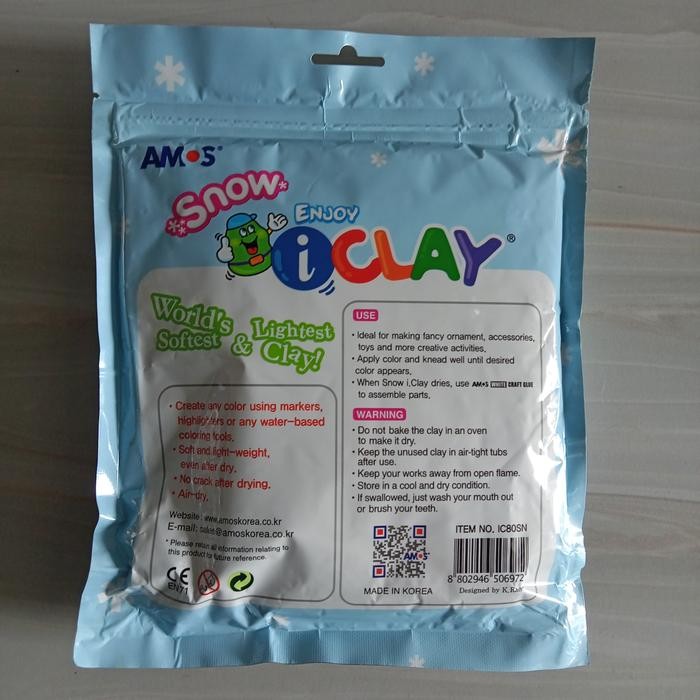 AMOS®
Snow
ENJOY
iCLAY®
World's
Softest
& Lightest
Clay!
• Create any color using markers,
highlighters or any water-based
coloring tools.
• Soft and light-weight,
even after dry.
• No crack after drying.
• Air-dry.
Website: www.amoskorea.co.kr
E-mail: @amoskorea.co.kr
* Please retain all information relating to
this product for future reference.
CE
EN71
USE
• Ideal for making fancy ornament, accessories,
toys and more creative activities.
• Apply color and knead well until desired
color appears.
• When Snow i.Clay dries, use AMOS WHITE CRAFT GLUE
to assemble parts.
WARNING
• Do not bake the clay in an oven
to make it dry.
• Keep the unused clay in air-tight tubs
after use.
• Keep your works away from open flame.
• Store in a cool and dry condition.
• If swallowed, just wash your mouth out
or brush your teeth.
AMOS
MADE IN KOREA
ITEM NO. IC80SN
8 802946 506972
Designed by K.